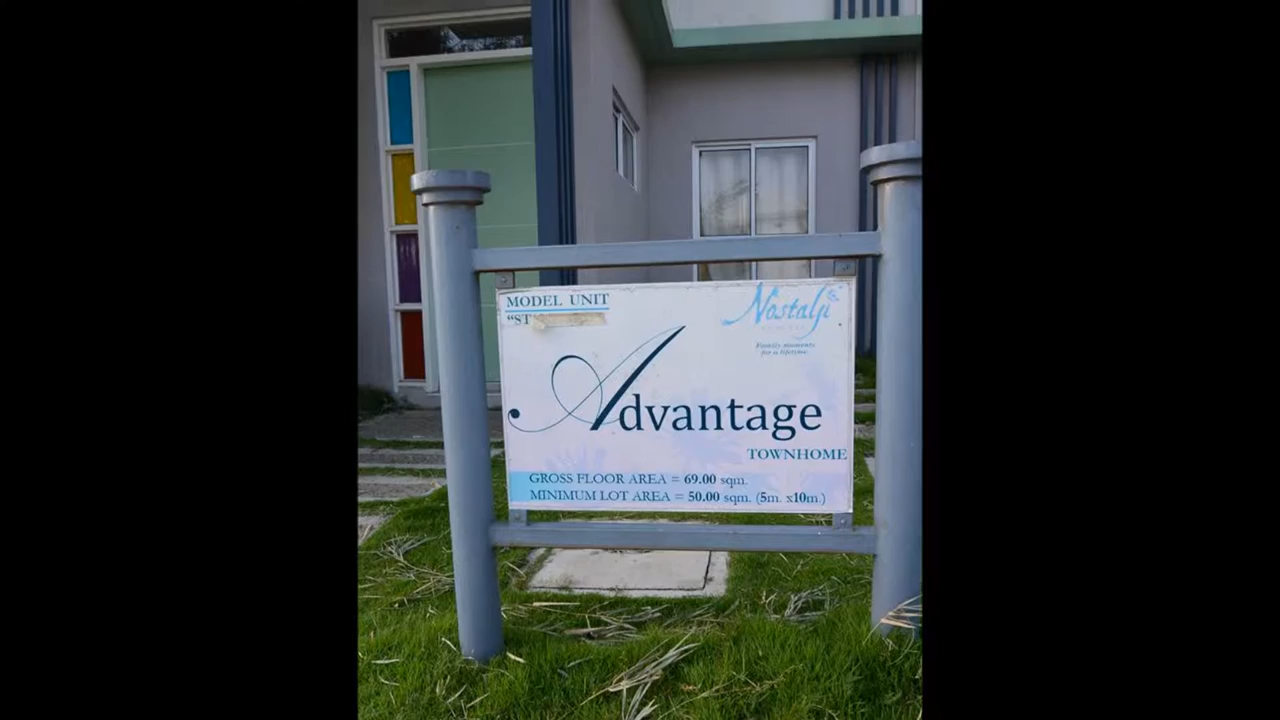 MODEL UNIT
"ST
Nostalji
Family moments
for a lifetime
Advantage
TOWNHOME
GROSS FLOOR AREA = 69.00 sqm.
MINIMUM LOT AREA = 50.00 sqm. (5m. x10m.)